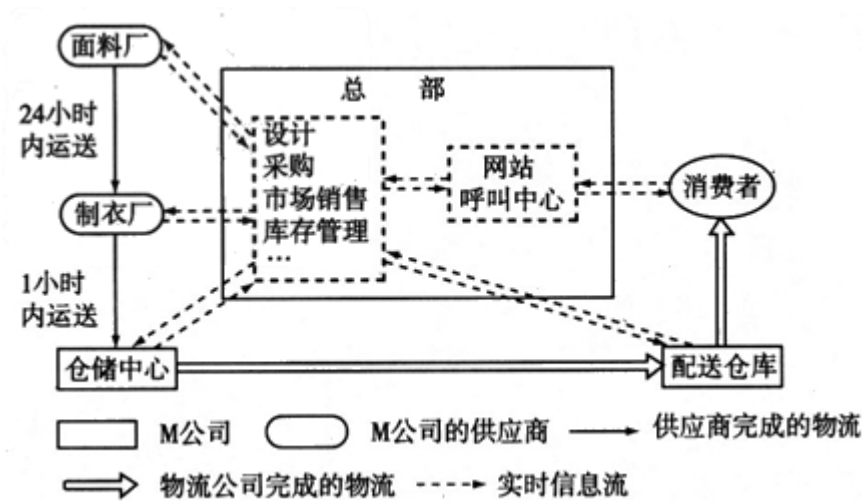 面料厂
总 部
24小时
内运送
设计
采购
市场销售
库存管理
…
网站
呼叫中心
消费者
制衣厂
1小时
内运送
仓储中心
配送仓库
M公司
M公司的供应商
供应商完成的物流
物流公司完成的物流
实时信息流